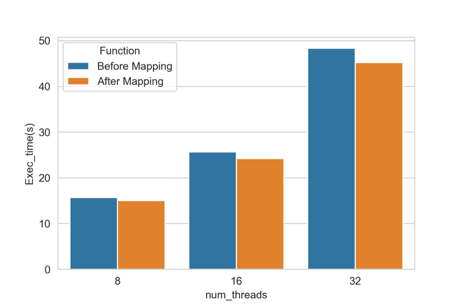 Function
Before Mapping
After Mapping
Exec_time(s)
50
40
30
20
10
0
8 16 32
num_threads